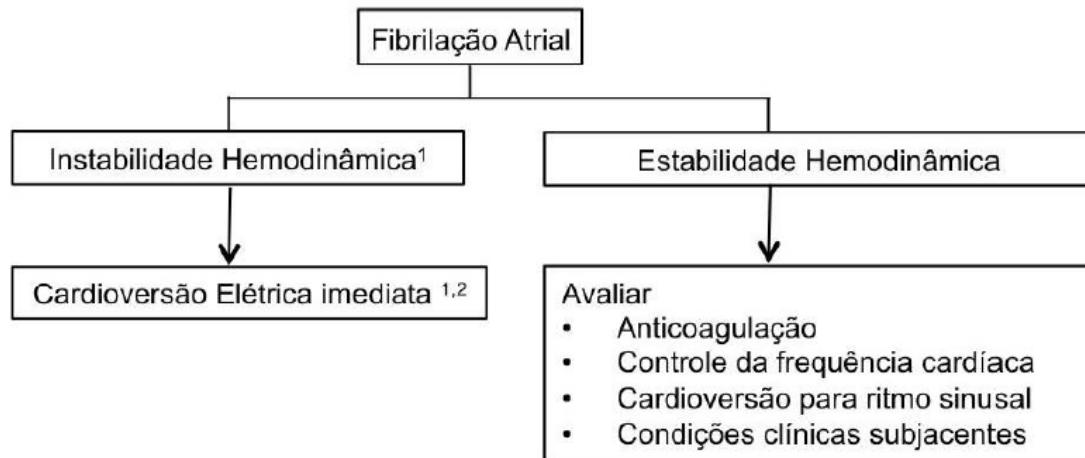 Fibrilação Atrial
Instabilidade Hemodinâmica¹
Estabilidade Hemodinâmica
Cardioversão Elétrica imediata ¹,²
Avaliar
• Anticoagulação
• Controle da frequência cardíaca
• Cardioversão para ritmo sinusal
• Condições clínicas subjacentes